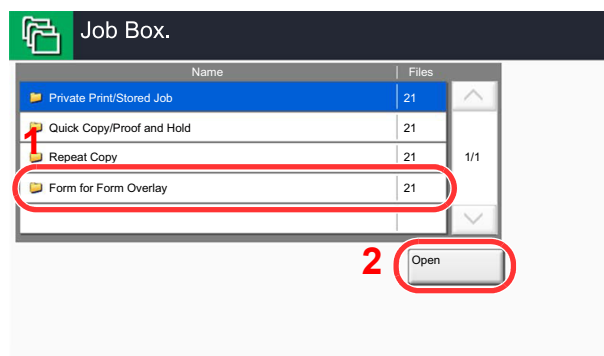 Job Box.
Name Files
Private Print/Stored Job 21
Quick Copy/Proof and Hold 21
1
Repeat Copy 21 1/1
Form for Form Overlay 21
2 Open